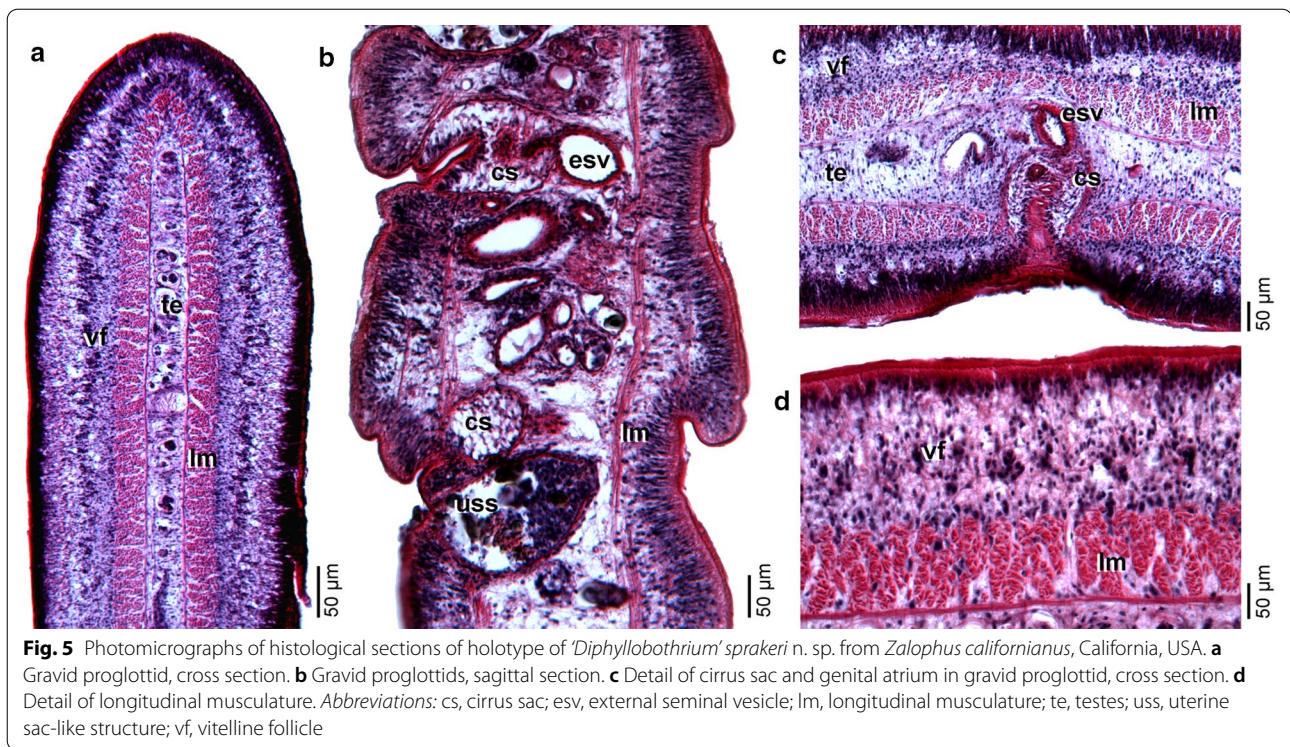 a
te
vf
lm
50 µm
b
cs
esv
cs
lm
uss
50 µm
c
vf
lm
esv
te
cs
50 µm
d
vf
lm
50 µm
Fig. 5 Photomicrographs of histological sections of holotype of 'Diphyllobothrium' sprakeri n. sp. from Zalophus californianus, California, USA. a
Gravid proglottid, cross section. b Gravid proglottids, sagittal section. c Detail of cirrus sac and genital atrium in gravid proglottid, cross section. d
Detail of longitudinal musculature. Abbreviations: cs, cirrus sac; esv, external seminal vesicle; lm, longitudinal musculature; te, testes; uss, uterine
sac-like structure; vf, vitelline follicle